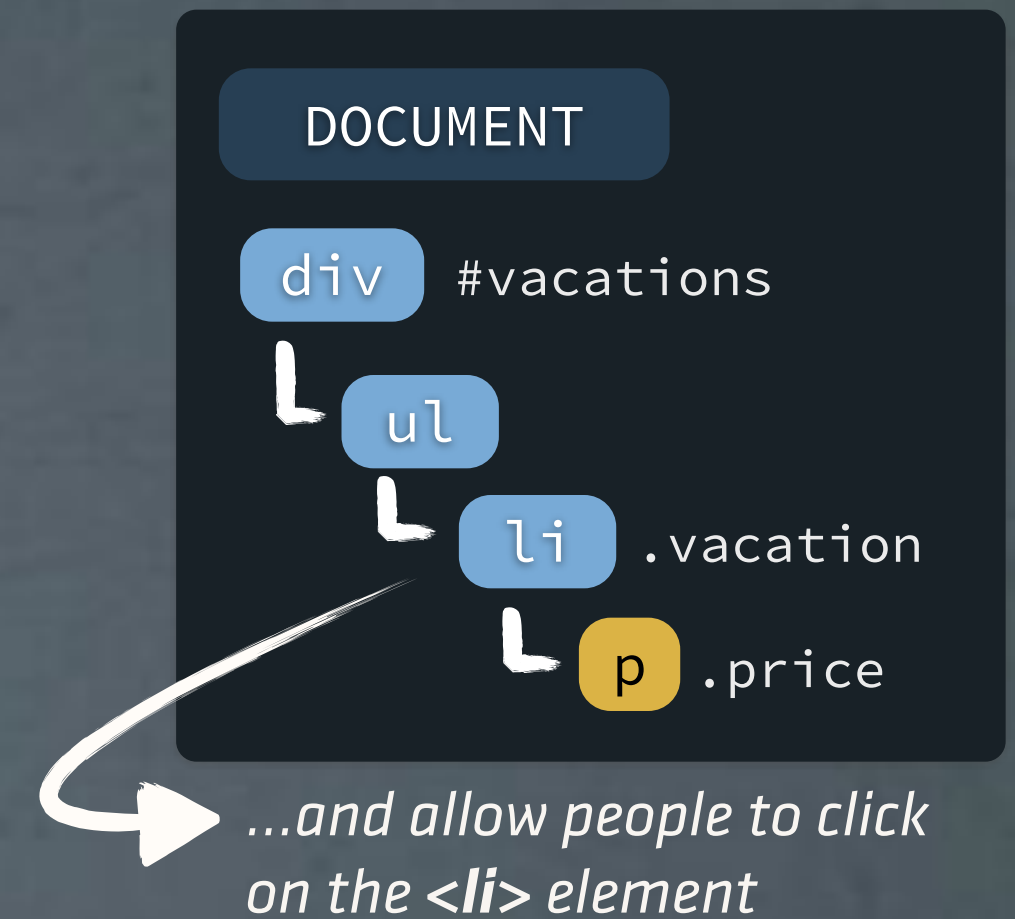 DOCUMENT
div #vacations
ul
li .vacation
p .price
...and allow people to click
on the <li> element